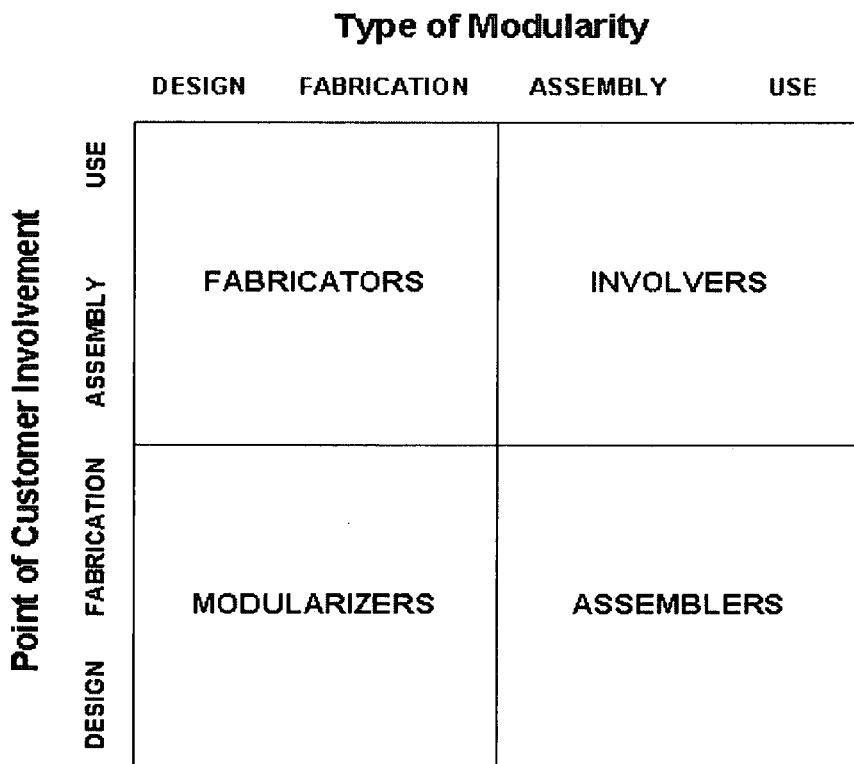 Type of Modularity
DESIGN FABRICATION ASSEMBLY USE
Point of Customer Involvement
USE
ASSEMBLY
FABRICATION
DESIGN
FABRICATORS INVOLVERS
MODULARIZERS ASSEMBLERS